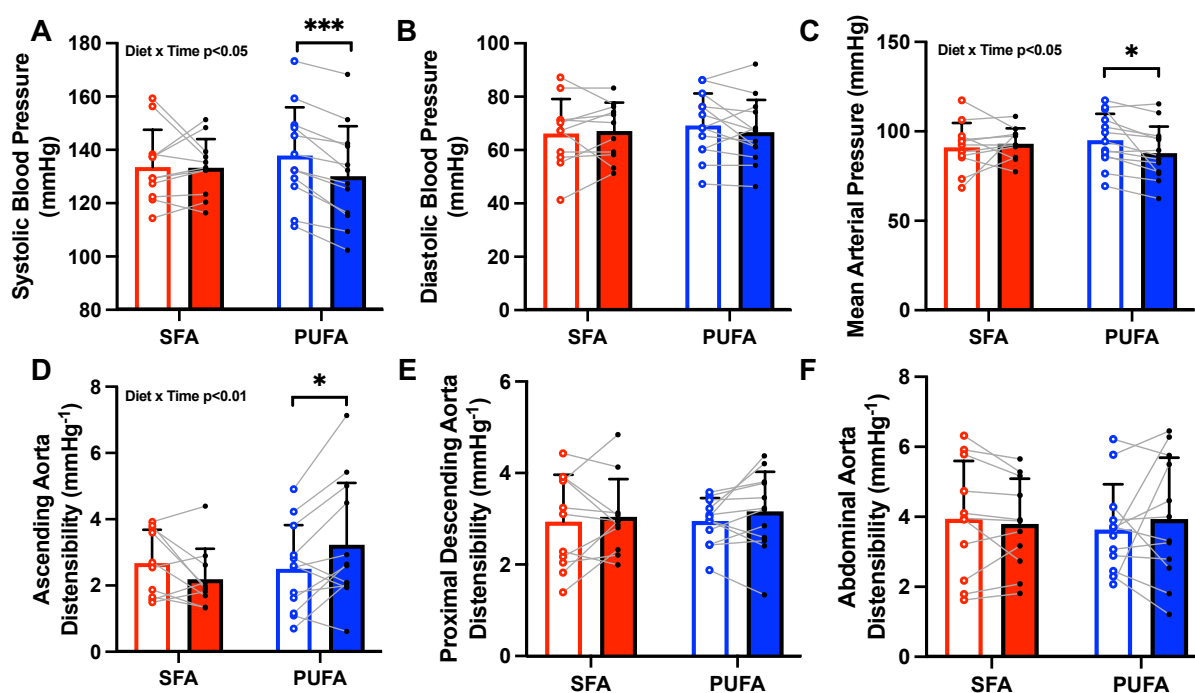 A
Diet x Time p<0.05
***
Systolic Blood Pressure
(mmHg)
180
160
140
120
100
80
SFA
PUFA
B
Diastolic Blood Pressure
(mmHg)
100
80
60
40
20
0
SFA
PUFA
C
Diet x Time p<0.05
*
Mean Arterial Pressure (mmHg)
150
100
50
0
SFA
PUFA
D
Diet x Time p<0.01
*
Ascending Aorta
Distensibility (mmHg-1)
8
6
4
2
0
SFA
PUFA
E
Proximal Descending Aorta
Distensibility (mmHg-1)
6
4
2
0
SFA
PUFA
F
Abdominal Aorta
Distensibility (mmHg-1)
8
6
4
2
0
SFA
PUFA